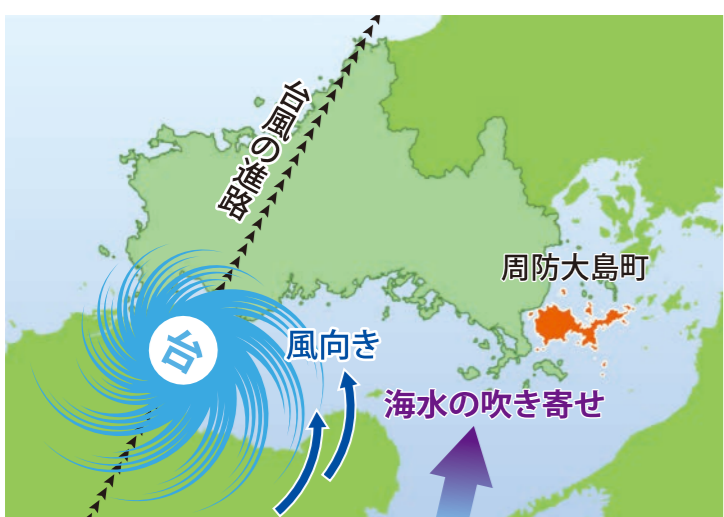 台風の進路
周防大島町
台
風向き
海水の吹き寄せ